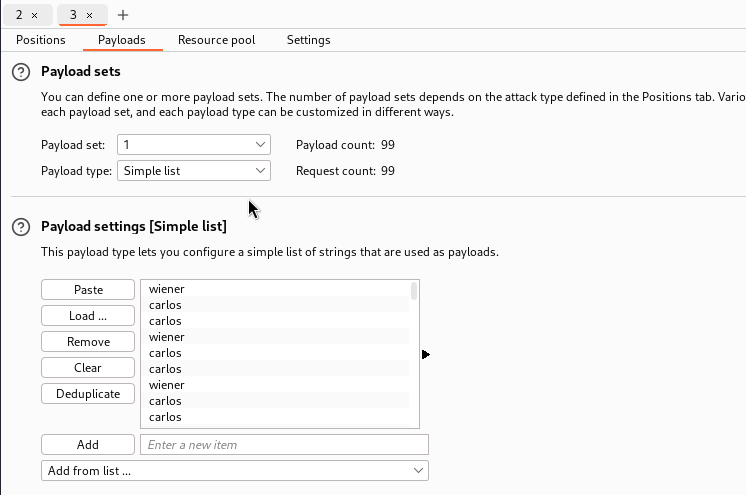 2 × 3 × +
Positions Payloads Resource pool Settings
? Payload sets
You can define one or more payload sets. The number of payload sets depends on the attack type defined in the Positions tab. Vario
each payload set, and each payload type can be customized in different ways.
Payload set: 1 Payload count: 99
Payload type: Simple list Request count: 99
? Payload settings [Simple list]
This payload type lets you configure a simple list of strings that are used as payloads.
Paste
Load ...
Remove
Clear
Deduplicate
wiener
carlos
carlos
wiener
carlos
carlos
wiener
carlos
carlos
Add Enter a new item
Add from list ...